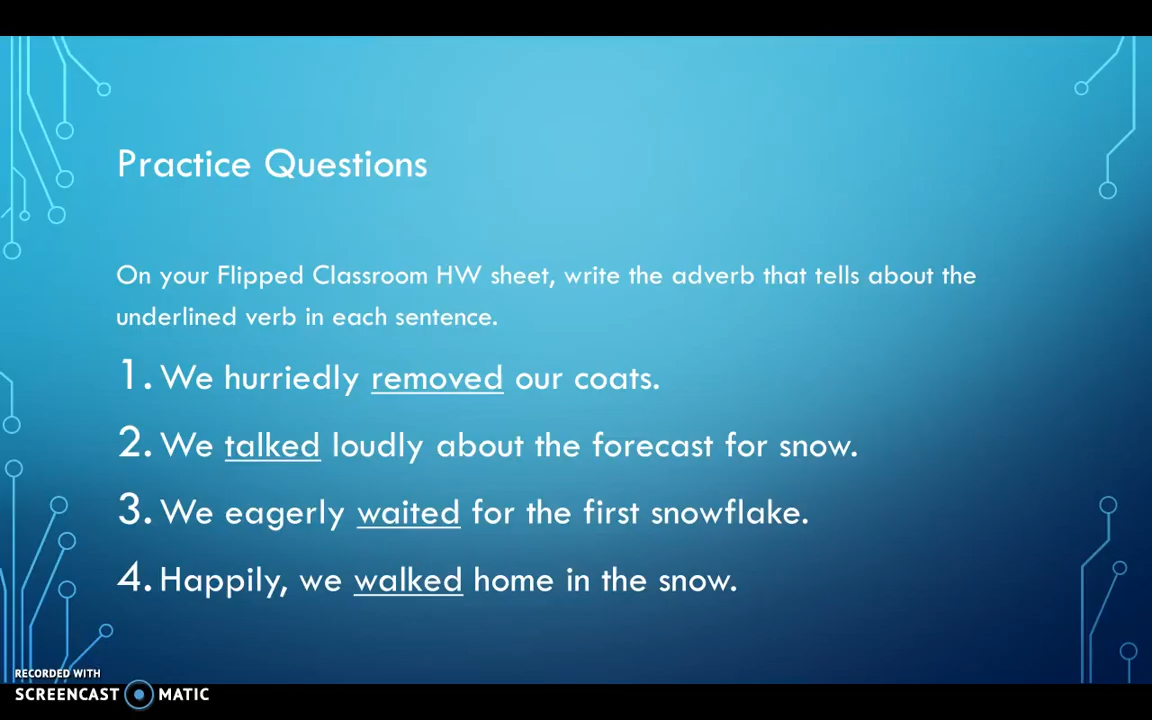 Practice Questions
On your Flipped Classroom HW sheet, write the adverb that tells about the
underlined verb in each sentence.
1. We hurriedly removed our coats.
2. We talked loudly about the forecast for snow.
3. We eagerly waited for the first snowflake.
4. Happily, we walked home in the snow.
RECORDED WITH
SCREENCAST MATIC